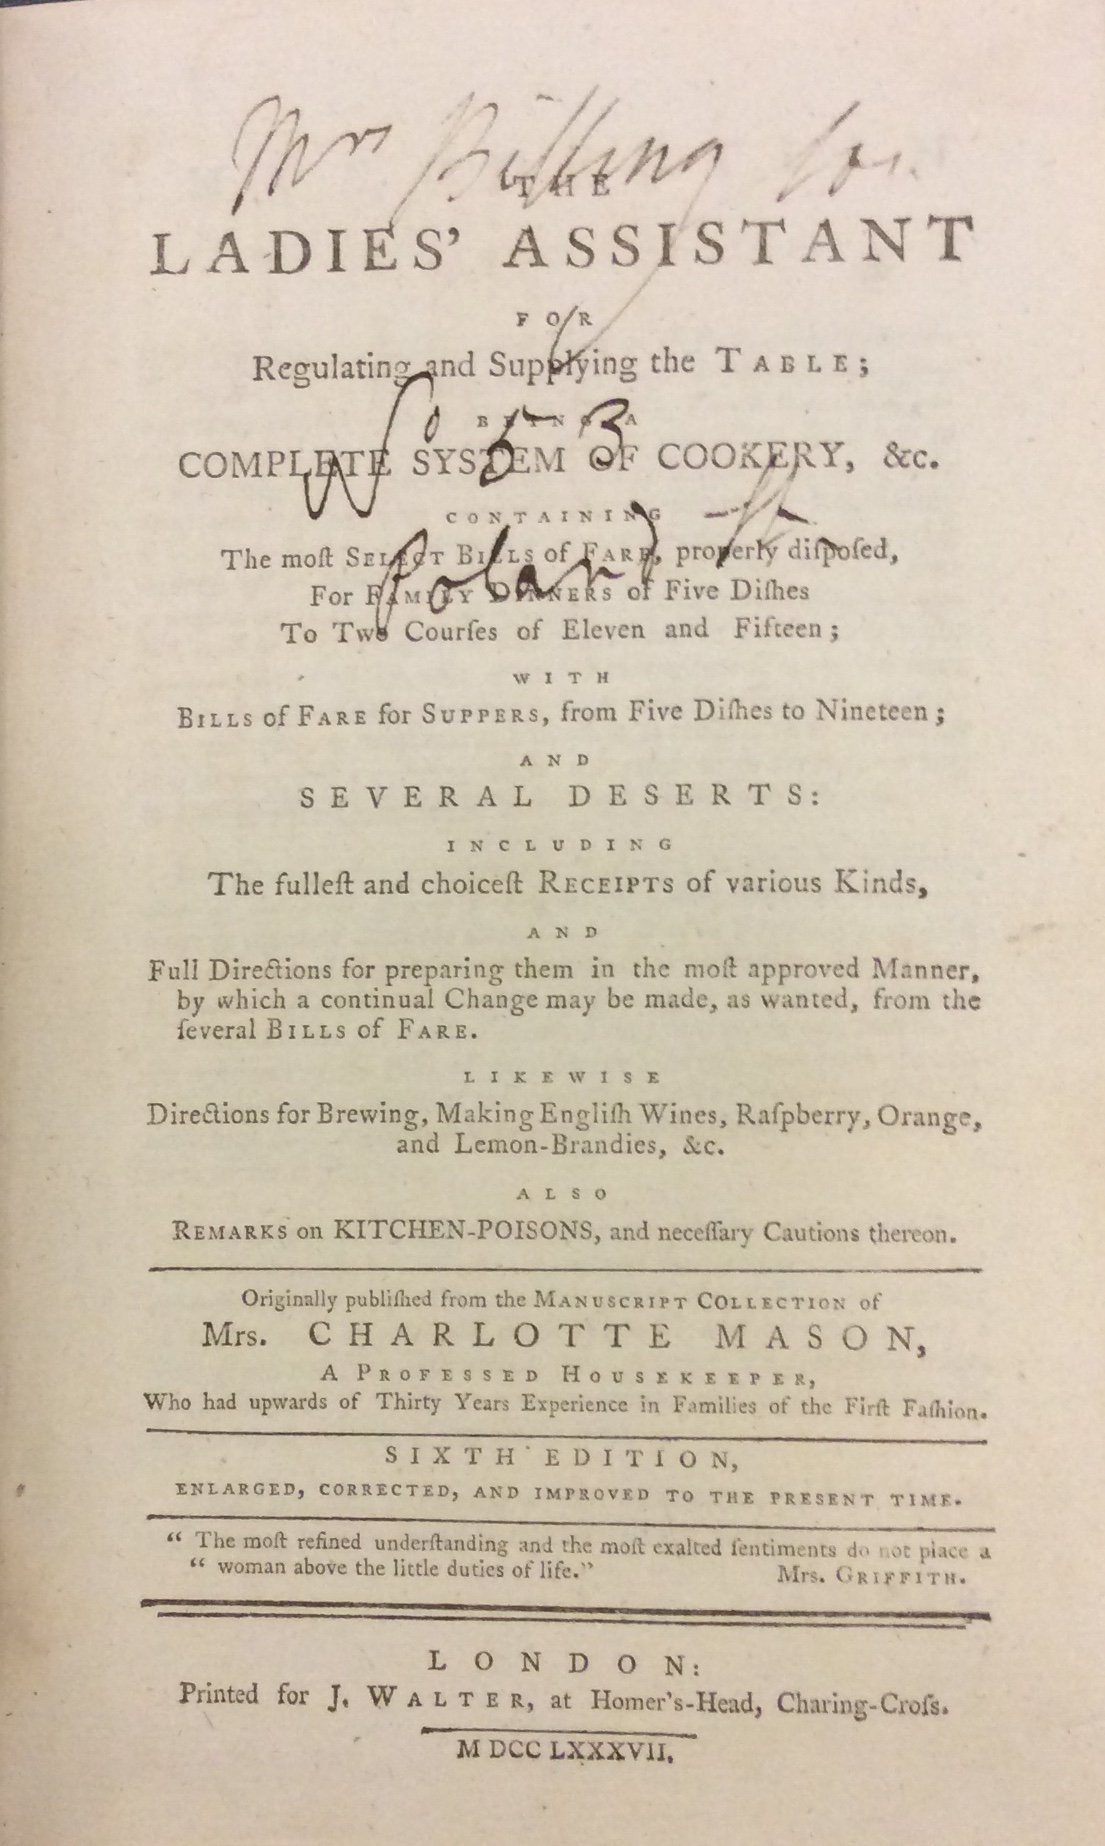 Mrs Billing
THE
LADIES' ASSISTANT
FOR
Regulating and Supplying the TABLE;
BEING A
No 53
COMPLETE SYSTEM OF COOKERY, &c.
CONTAINING
The moſt SELECT BILLS of FARE, properly diſpoſed,
Poland St
For FAMILY DINNERS of Five Diſhes
To Two Courſes of Eleven and Fifteen;
WITH
BILLS of FARE for SUPPERS, from Five Diſhes to Nineteen;
AND
SEVERAL DESERTS:
INCLUDING
The fulleſt and choiceſt RECEIPTS of various Kinds,
AND
Full Directions for preparing them in the moſt approved Manner,
by which a continual Change may be made, as wanted, from the
ſeveral BILLS of FARE.
LIKEWISE
Directions for Brewing, Making Engliſh Wines, Raſpberry, Orange,
and Lemon-Brandies, &c.
ALSO
REMARKS on KITCHEN-POISONS, and neceſſary Cautions thereon.
Originally publiſhed from the MANUSCRIPT COLLECTION of
Mrs. CHARLOTTE MASON,
A PROFESSED HOUSEKEEPER,
Who had upwards of Thirty Years Experience in Families of the Firſt Faſhion.
SIXTH EDITION,
ENLARGED, CORRECTED, AND IMPROVED TO THE PRESENT TIME.
“ The moſt refined underſtanding and the moſt exalted ſentiments do not place a
“ woman above the little duties of life.” Mrs. GRIFFITH.
LONDON:
Printed for J. WALTER, at Homer's-Head, Charing-Croſs.
M DCC LXXXVII.